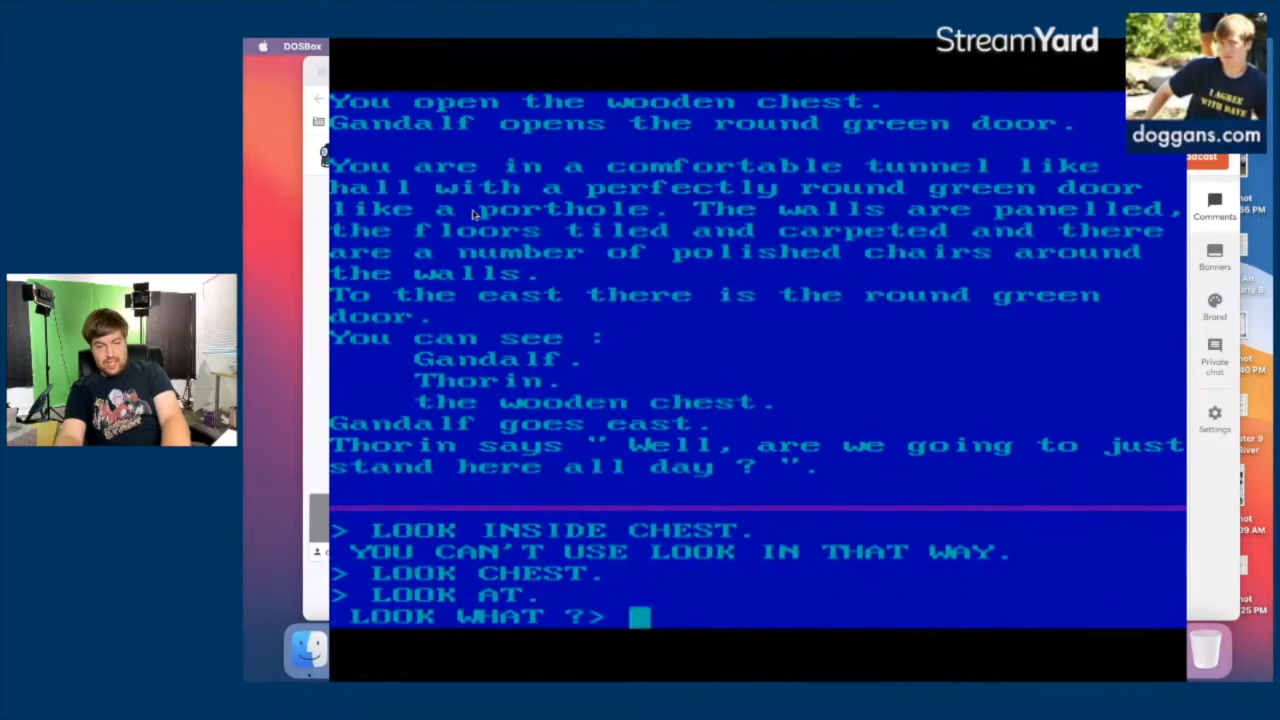 StreamYard
I AGREE
WITH DAVE
doggans.com
DOSBox
You open the wooden chest.
Gandalf opens the round green door.
You are in a comfortable tunnel like
hall with a perfectly round green door
like a porthole. The walls are panelled,
the floors tiled and carpeted and there
are a number of polished chairs around
the walls.
To the east there is the round green
door.
You can see :
Gandalf.
Thorin.
the wooden chest.
Gandalf goes east.
Thorin says " Well, are we going to just
stand here all day ? ".
> LOOK INSIDE CHEST.
YOU CAN'T USE LOOK IN THAT WAY.
> LOOK CHEST.
> LOOK AT.
LOOK WHAT ?>
Comments
Banners
Brand
Private
chat
Settings